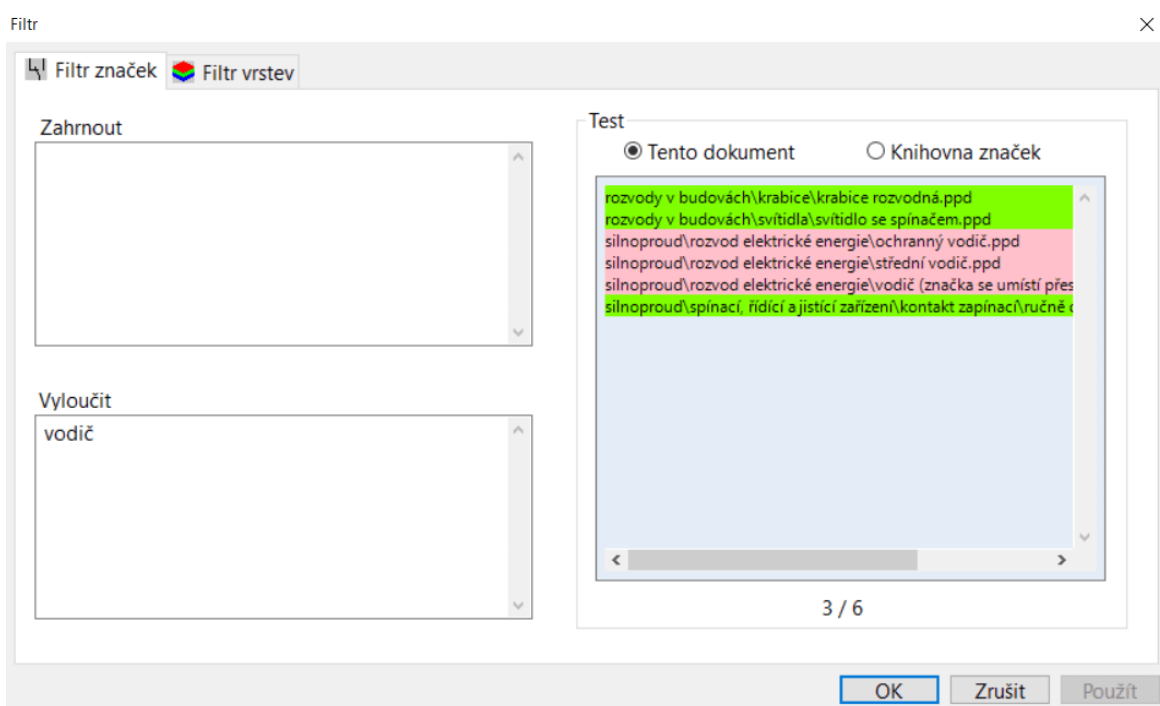 Filtr
Filtr značek
Filtr vrstev
Zahrnout
Vyloučit
vodič
Test
Tento dokument
Knihovna značek
rozvody v budovách\krabice\krabice rozvodná.ppd
rozvody v budovách\svítidla\svítidlo se spínačem.ppd
silnoproud\rozvod elektrické energie\ochranný vodič.ppd
silnoproud\rozvod elektrické energie\střední vodič.ppd
silnoproud\rozvod elektrické energie\vodič (značka se umístí přes
silnoproud\spínací, řídící a jistící zařízení\kontakt zapínací\ručně
3 / 6
OK
Zrušit
Použít